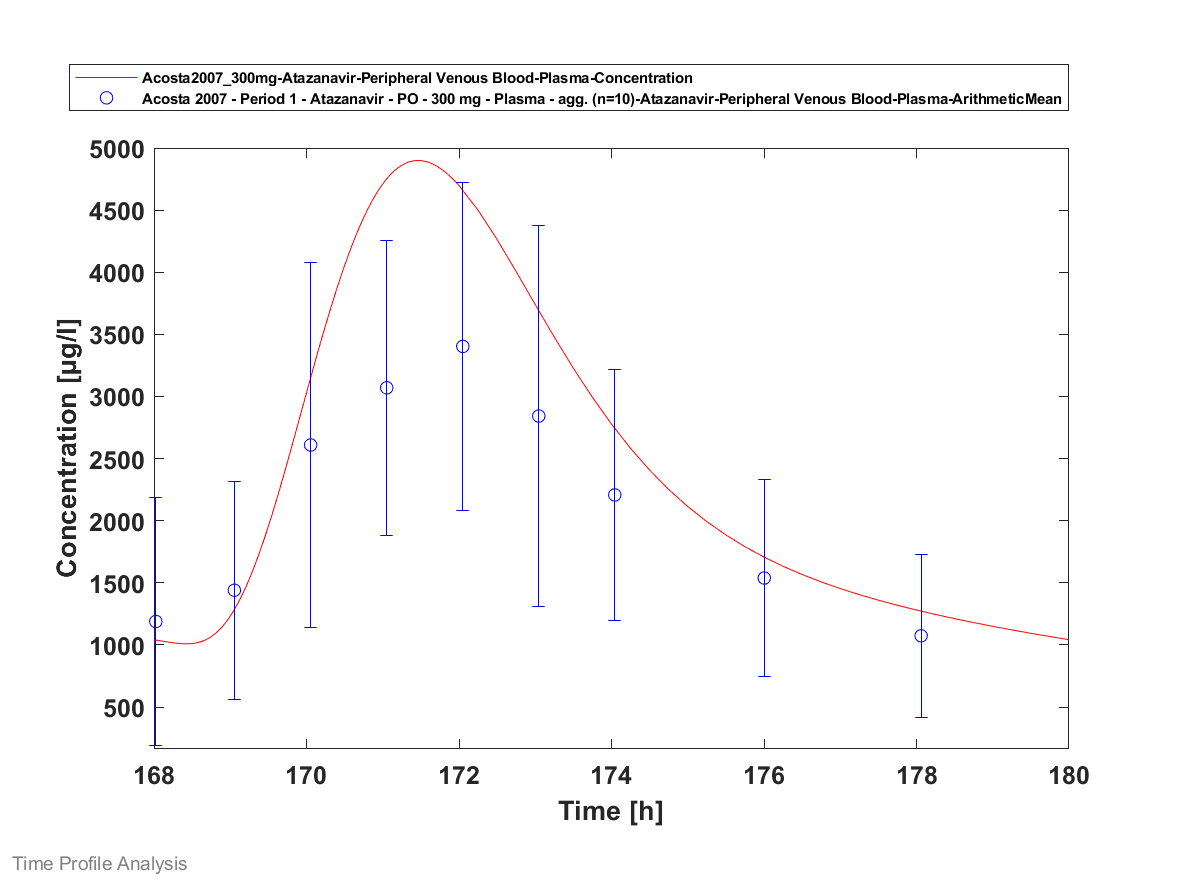 Acosta2007_300mg-Atazanavir-Peripheral Venous Blood-Plasma-Concentration
Acosta 2007 - Period 1 - Atazanavir - PO - 300 mg - Plasma - agg. (n=10)-Atazanavir-Peripheral Venous Blood-Plasma-ArithmeticMean
5000
4500
4000
3500
3000
2500
2000
1500
1000
500
Concentration [µg/l]
168 170 172 174 176 178 180
Time [h]
Time Profile Analysis